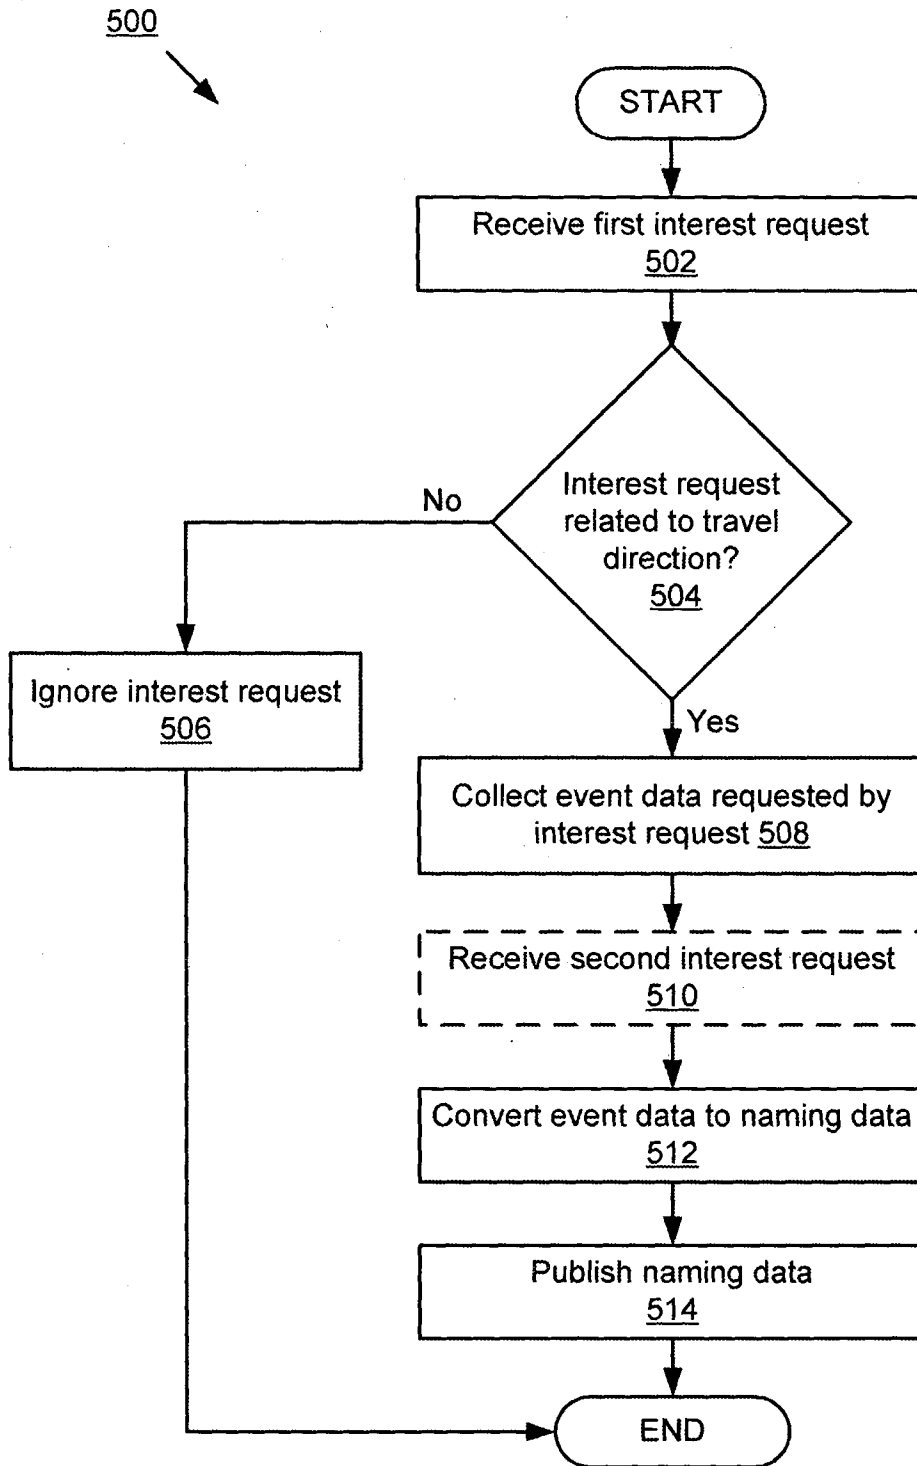 500
START
Receive first interest request
502
Interest request
related to travel
direction?
504
No
Yes
Ignore interest request
506
Collect event data requested by
interest request 508
Receive second interest request
510
Convert event data to naming data
512
Publish naming data
514
END